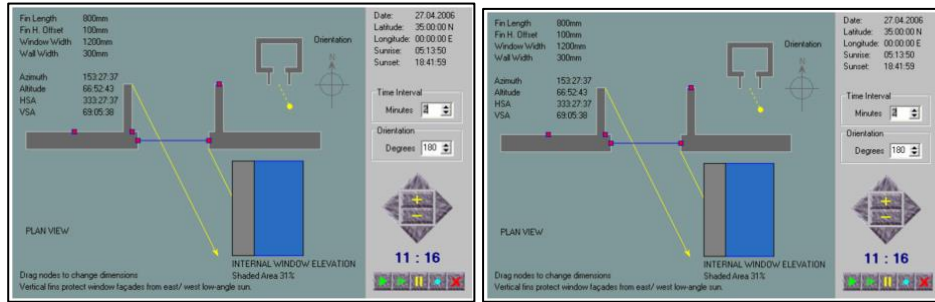 Fin Length 800mm
Fin H. Offset 100mm
Window Width 1200mm
Wall Width 300mm
Azimuth 153:27:37
Altitude 66:52:43
HSA 333:27:37
VSA 69:05:38
Orientation
N
PLAN VIEW
INTERNAL WINDOW ELEVATION
Shaded Area 31%
Drag nodes to change dimensions
Vertical fins protect window façades from east/ west low-angle sun.
Date: 27.04.2006
Latitude: 35:00:00 N
Longitude: 00:00:00 E
Sunrise: 05:13:50
Sunset: 18:41:59
Time Interval
Minutes 2
Orientation
Degrees 180
+
−
11 : 16
Fin Length 800mm
Fin H. Offset 100mm
Window Width 1200mm
Wall Width 300mm
Azimuth 153:27:37
Altitude 66:52:43
HSA 333:27:37
VSA 69:05:38
Orientation
N
PLAN VIEW
INTERNAL WINDOW ELEVATION
Shaded Area 31%
Drag nodes to change dimensions
Vertical fins protect window façades from east/ west low-angle sun.
Date: 27.04.2006
Latitude: 35:00:00 N
Longitude: 00:00:00 E
Sunrise: 05:13:50
Sunset: 18:41:59
Time Interval
Minutes 2
Orientation
Degrees 180
+
−
11 : 16